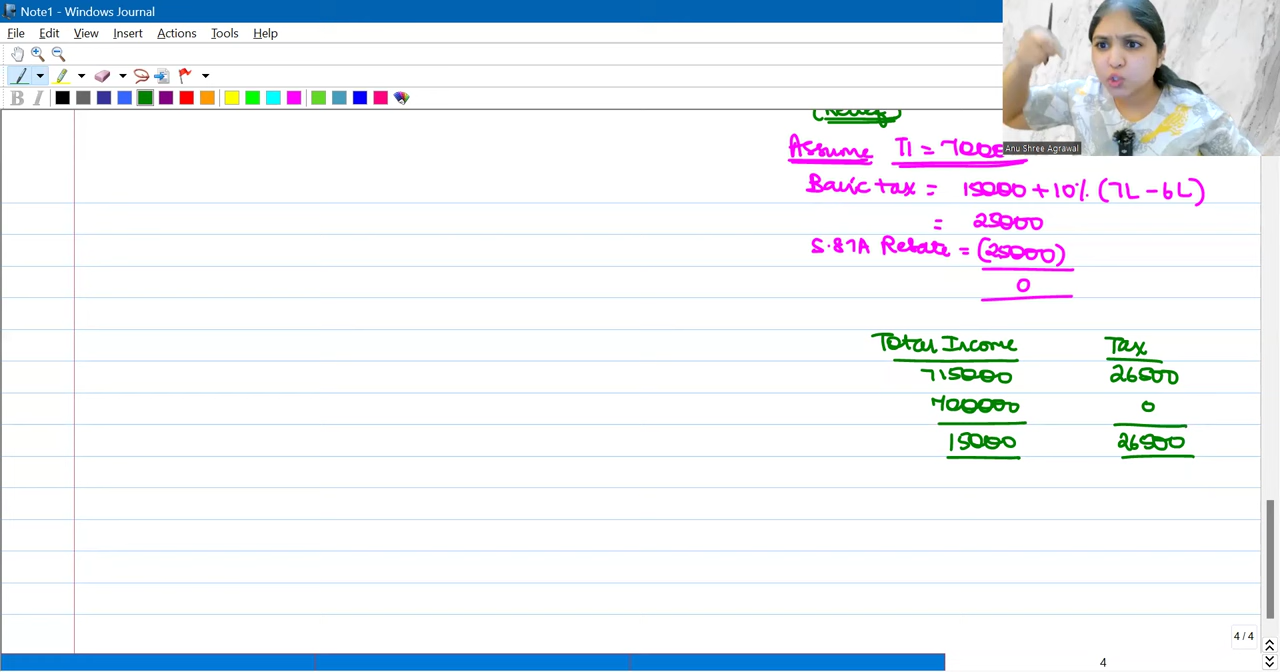 Note1 - Windows Journal
File Edit View Insert Actions Tools Help
B I
(Relief)
Anu Shree Agrawal
Assume TI = 70000
Basic tax = 15000 + 10% (7L - 6L)
= 25000
S.87A Rebate = (25000)
0
Total Income Tax
715000 26500
700000 0
15000 26500
4 / 4
4